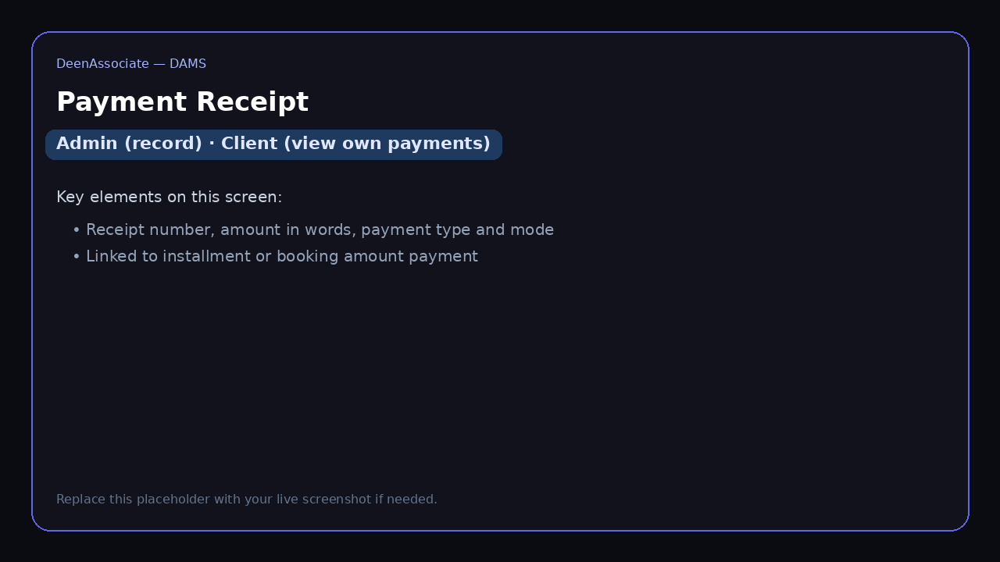 DeenAssociate — DAMS
Payment Receipt
Admin (record) · Client (view own payments)
Key elements on this screen:
• Receipt number, amount in words, payment type and mode
• Linked to installment or booking amount payment
Replace this placeholder with your live screenshot if needed.